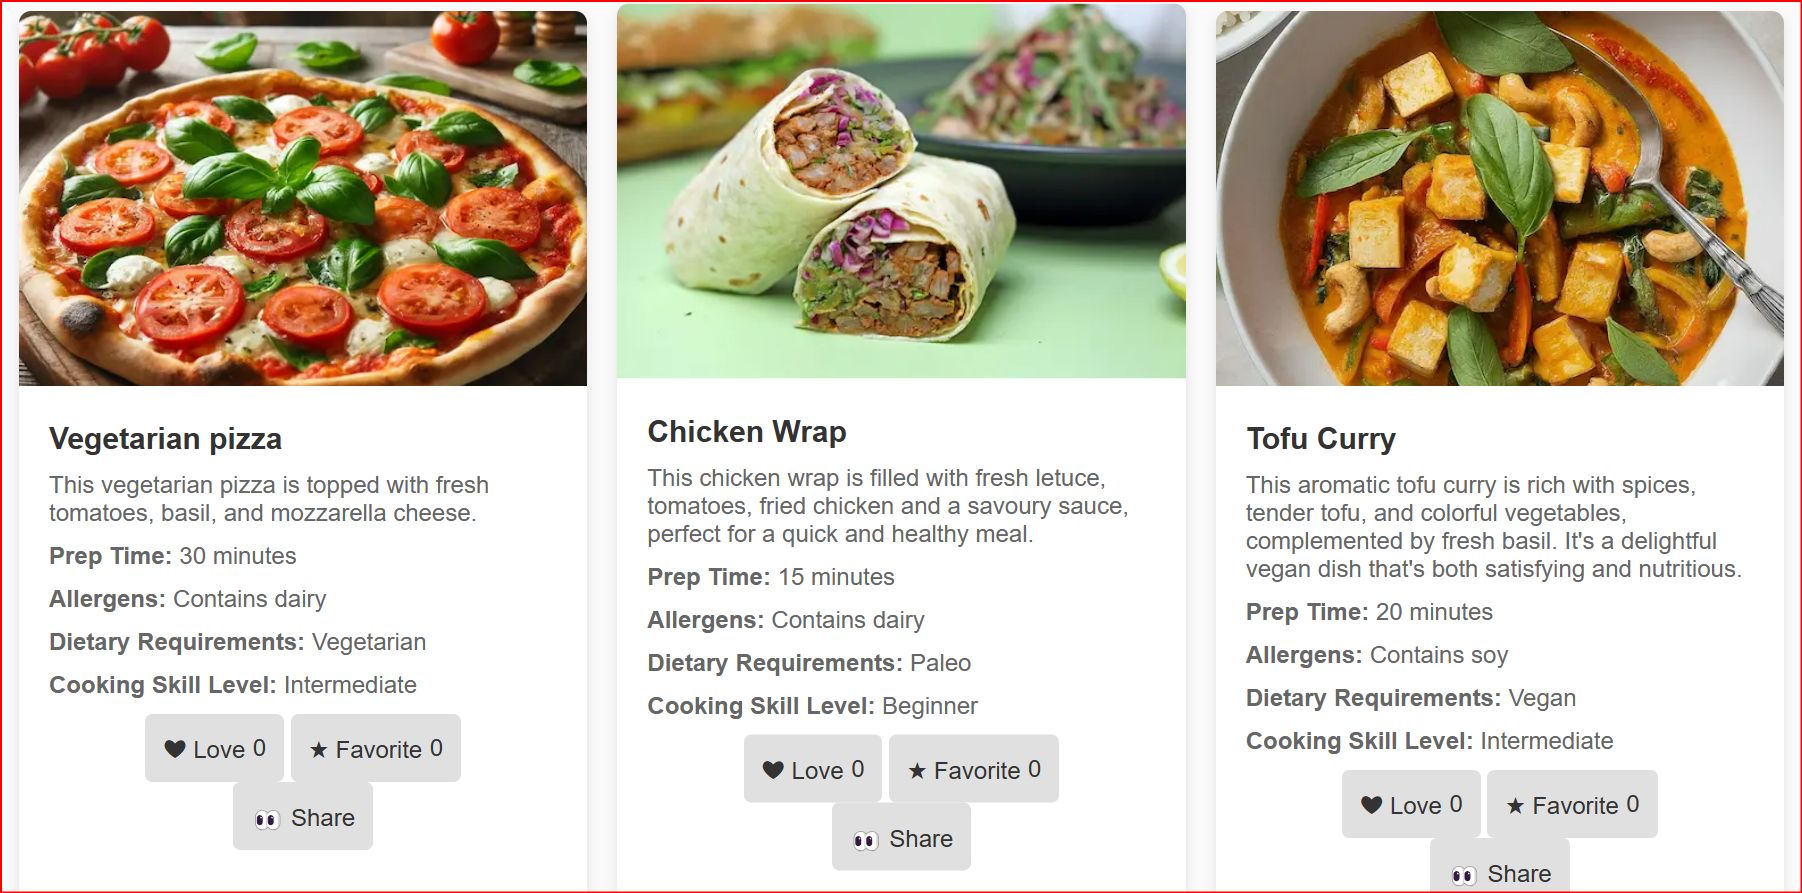 Vegetarian pizza
This vegetarian pizza is topped with fresh
tomatoes, basil, and mozzarella cheese.
Prep Time: 30 minutes
Allergens: Contains dairy
Dietary Requirements: Vegetarian
Cooking Skill Level: Intermediate
♥ Love 0
★ Favorite 0
👀 Share
Chicken Wrap
This chicken wrap is filled with fresh letuce,
tomatoes, fried chicken and a savoury sauce,
perfect for a quick and healthy meal.
Prep Time: 15 minutes
Allergens: Contains dairy
Dietary Requirements: Paleo
Cooking Skill Level: Beginner
♥ Love 0
★ Favorite 0
👀 Share
Tofu Curry
This aromatic tofu curry is rich with spices,
tender tofu, and colorful vegetables,
complemented by fresh basil. It's a delightful
vegan dish that's both satisfying and nutritious.
Prep Time: 20 minutes
Allergens: Contains soy
Dietary Requirements: Vegan
Cooking Skill Level: Intermediate
♥ Love 0
★ Favorite 0
👀 Share